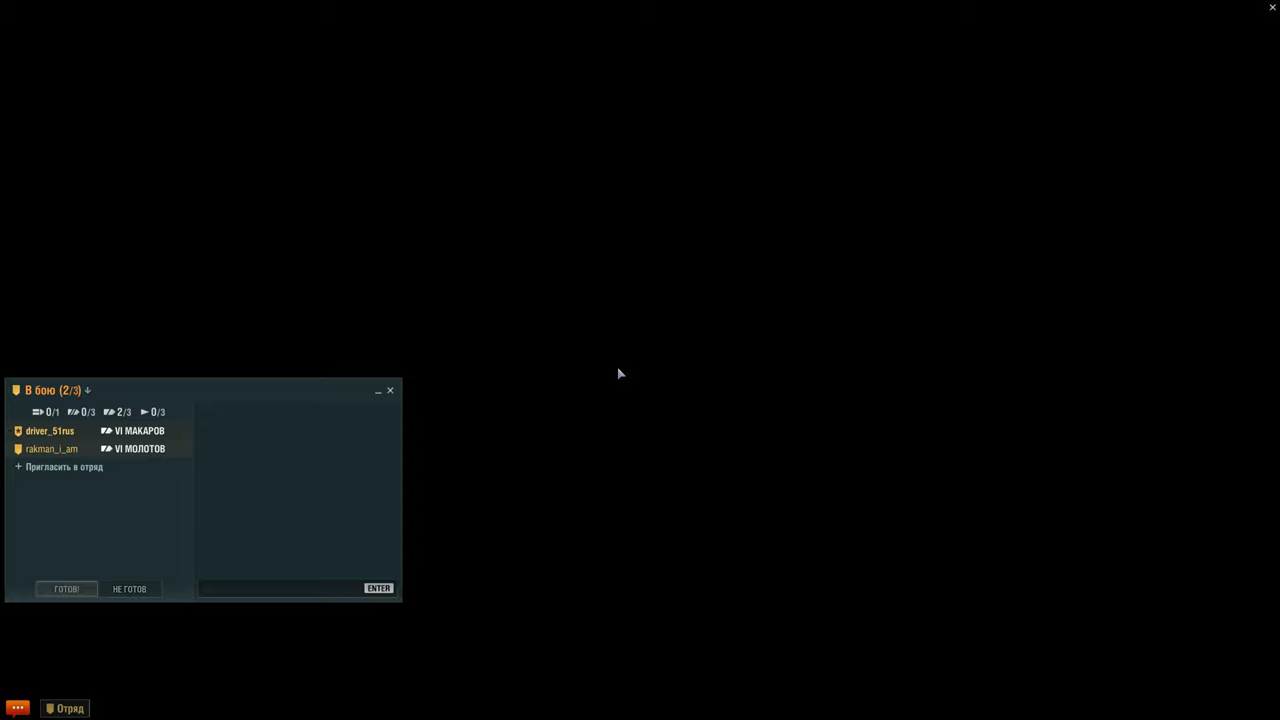 В бою (2/3)
0/1 0/3 2/3 0/3
driver_51rus VI МАКАРОВ
rakman_i_am VI МОЛОТОВ
+ Пригласить в отряд
ГОТОВ! НЕ ГОТОВ
ENTER
Отряд